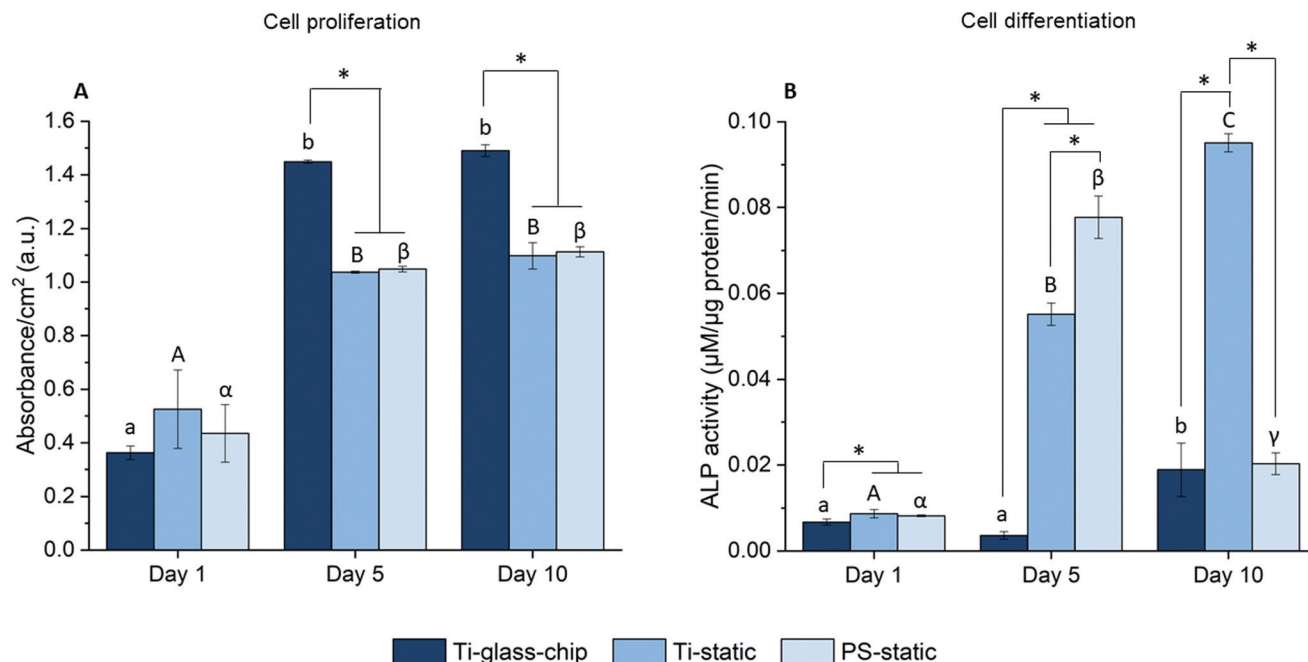 Cell proliferation
A
Absorbance/cm² (a.u.)
1.6
1.4
1.2
1.0
0.8
0.6
0.4
0.2
0.0
a
A
α
*
b
B
β
*
b
B
β
Day 1
Day 5
Day 10
Cell differentiation
B
ALP activity (µM/µg protein/min)
0.10
0.08
0.06
0.04
0.02
0.00
*
a
A
α
*
*
a
B
β
*
*
b
C
γ
Day 1
Day 5
Day 10
Ti-glass-chip
Ti-static
PS-static